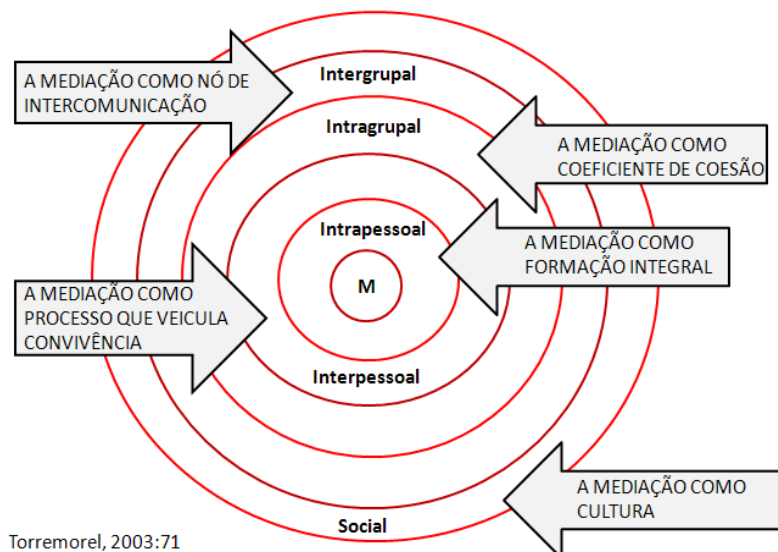 Intergrupal
A MEDIAÇÃO COMO NÓ DE
INTERCOMUNICAÇÃO
Intragrupal
A MEDIAÇÃO COMO
COEFICIENTE DE COESÃO
Intrapessoal
A MEDIAÇÃO COMO
FORMAÇÃO INTEGRAL
M
A MEDIAÇÃO COMO
PROCESSO QUE VEICULA
CONVIVÊNCIA
Interpessoal
A MEDIAÇÃO COMO
CULTURA
Social
Torremorel, 2003:71